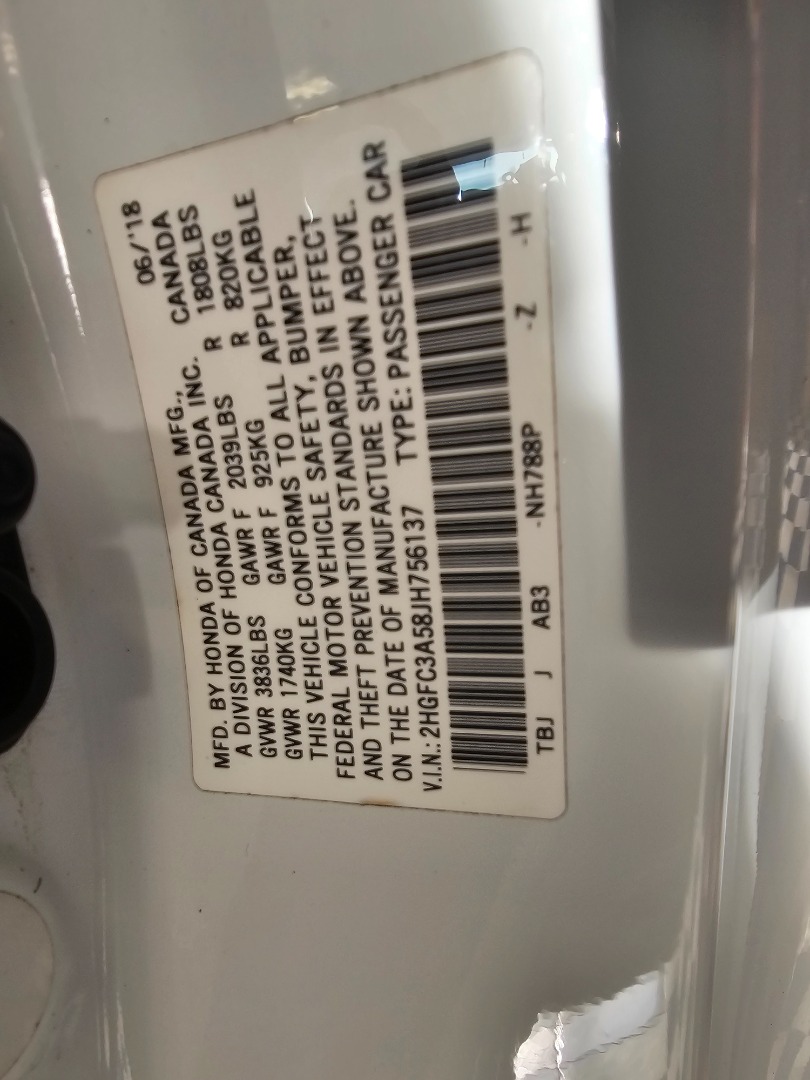 MFD. BY HONDA OF CANADA MFG., 06/'18
A DIVISION OF HONDA CANADA INC. CANADA
GVWR 3836LBS GAWR F 2039LBS R 1808LBS
GVWR 1740KG GAWR F 925KG R 820KG
THIS VEHICLE CONFORMS TO ALL APPLICABLE
FEDERAL MOTOR VEHICLE SAFETY, BUMPER,
AND THEFT PREVENTION STANDARDS IN EFFECT
ON THE DATE OF MANUFACTURE SHOWN ABOVE.
V.I.N.: 2HGFC3A58JH756137 TYPE: PASSENGER CAR
TBJ J AB3 -NH788P -Z -H